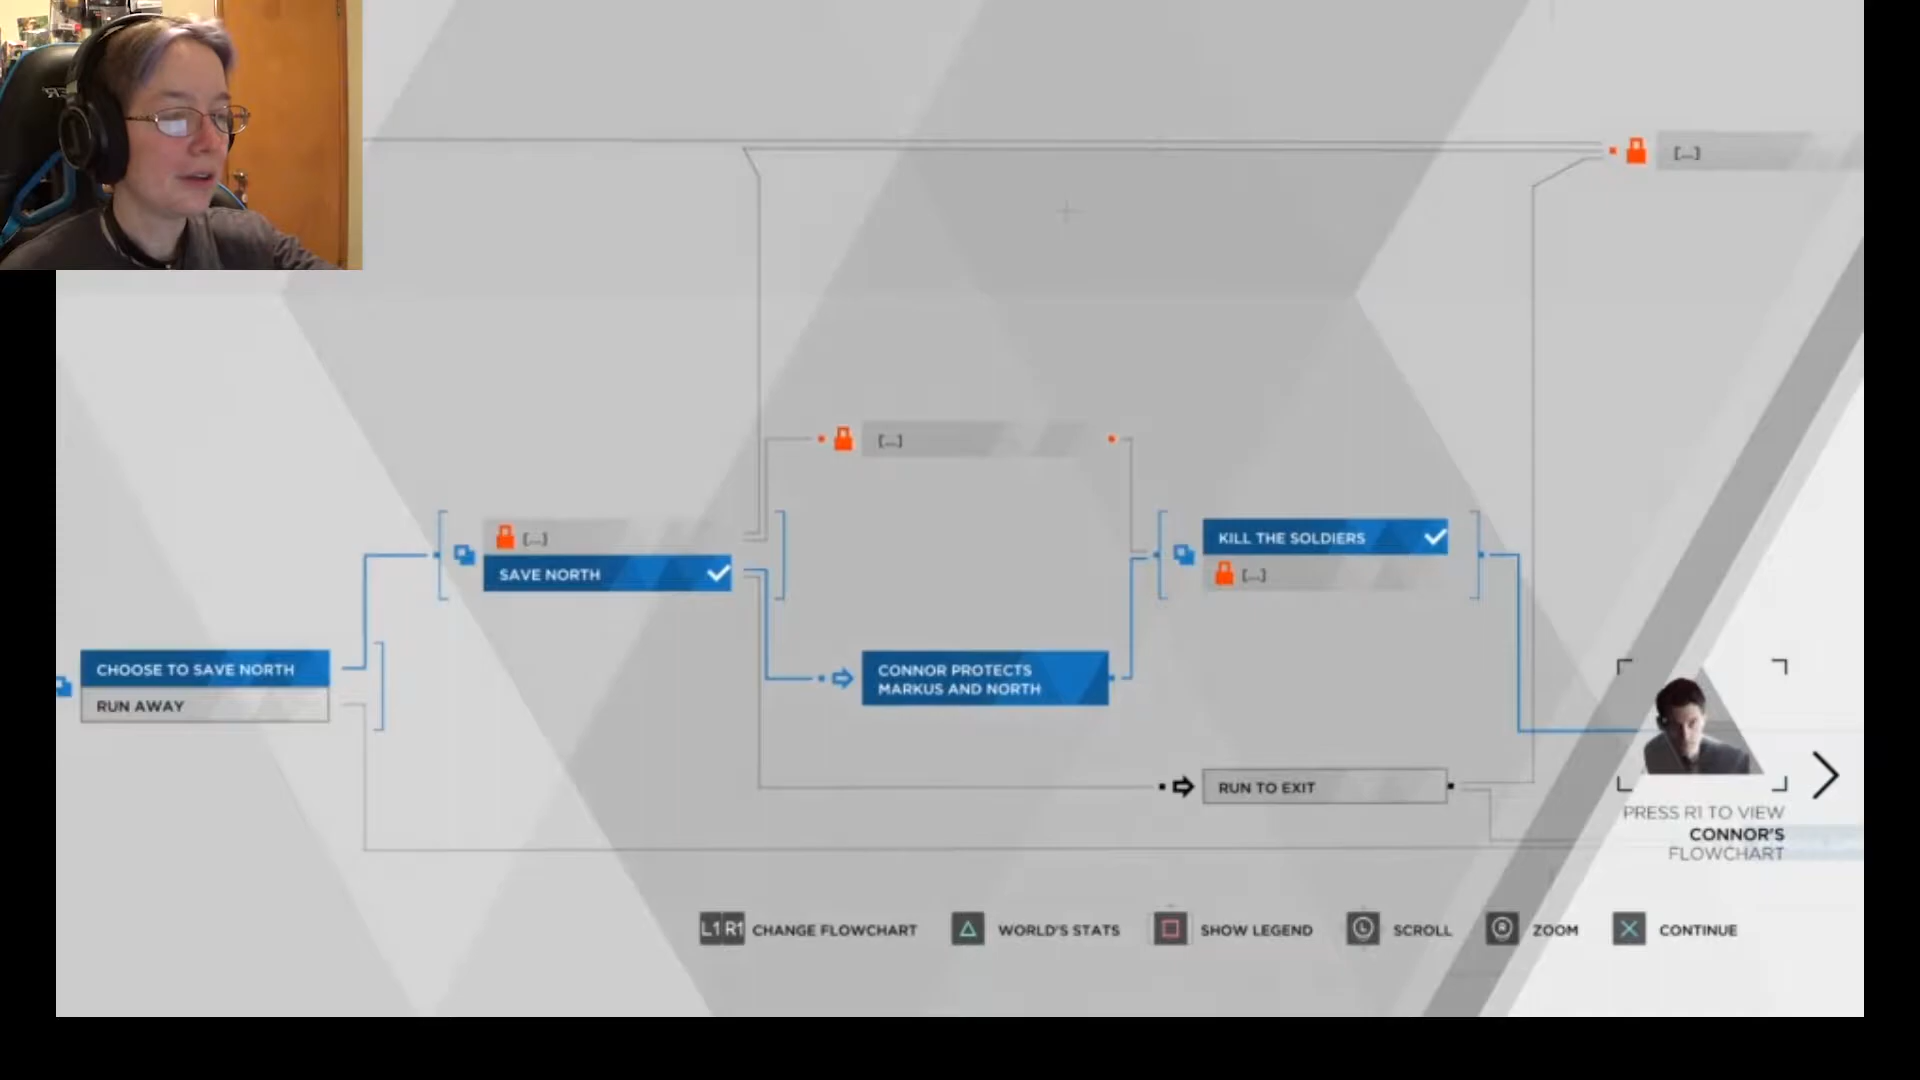 [...]
[...]
[...]
KILL THE SOLDIERS
SAVE NORTH
[...]
CHOOSE TO SAVE NORTH
RUN AWAY
CONNOR PROTECTS
MARKUS AND NORTH
RUN TO EXIT
PRESS R1 TO VIEW
CONNOR'S
FLOWCHART
L1 R1 CHANGE FLOWCHART
WORLD'S STATS
SHOW LEGEND
L SCROLL
R ZOOM
CONTINUE